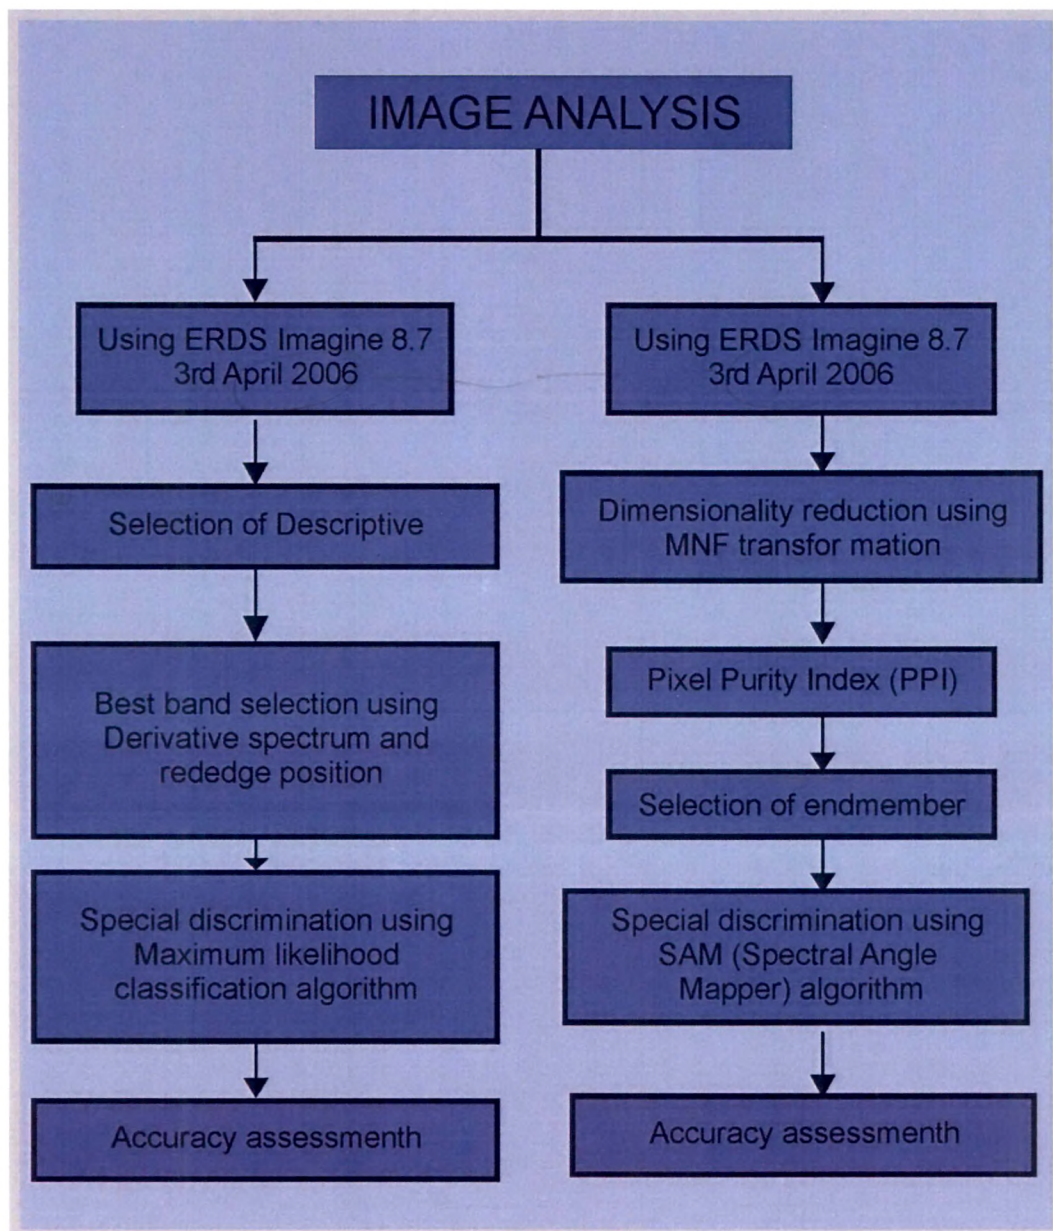 IMAGE ANALYSIS
Using ERDS Imagine 8.7
3rd April 2006
Selection of Descriptive
Best band selection using
Derivative spectrum and
rededge position
Special discrimination using
Maximum likelihood
classification algorithm
Accuracy assessmenth
Using ERDS Imagine 8.7
3rd April 2006
Dimensionality reduction using
MNF transfor mation
Pixel Purity Index (PPI)
Selection of endmember
Special discrimination using
SAM (Spectral Angle
Mapper) algorithm
Accuracy assessmenth